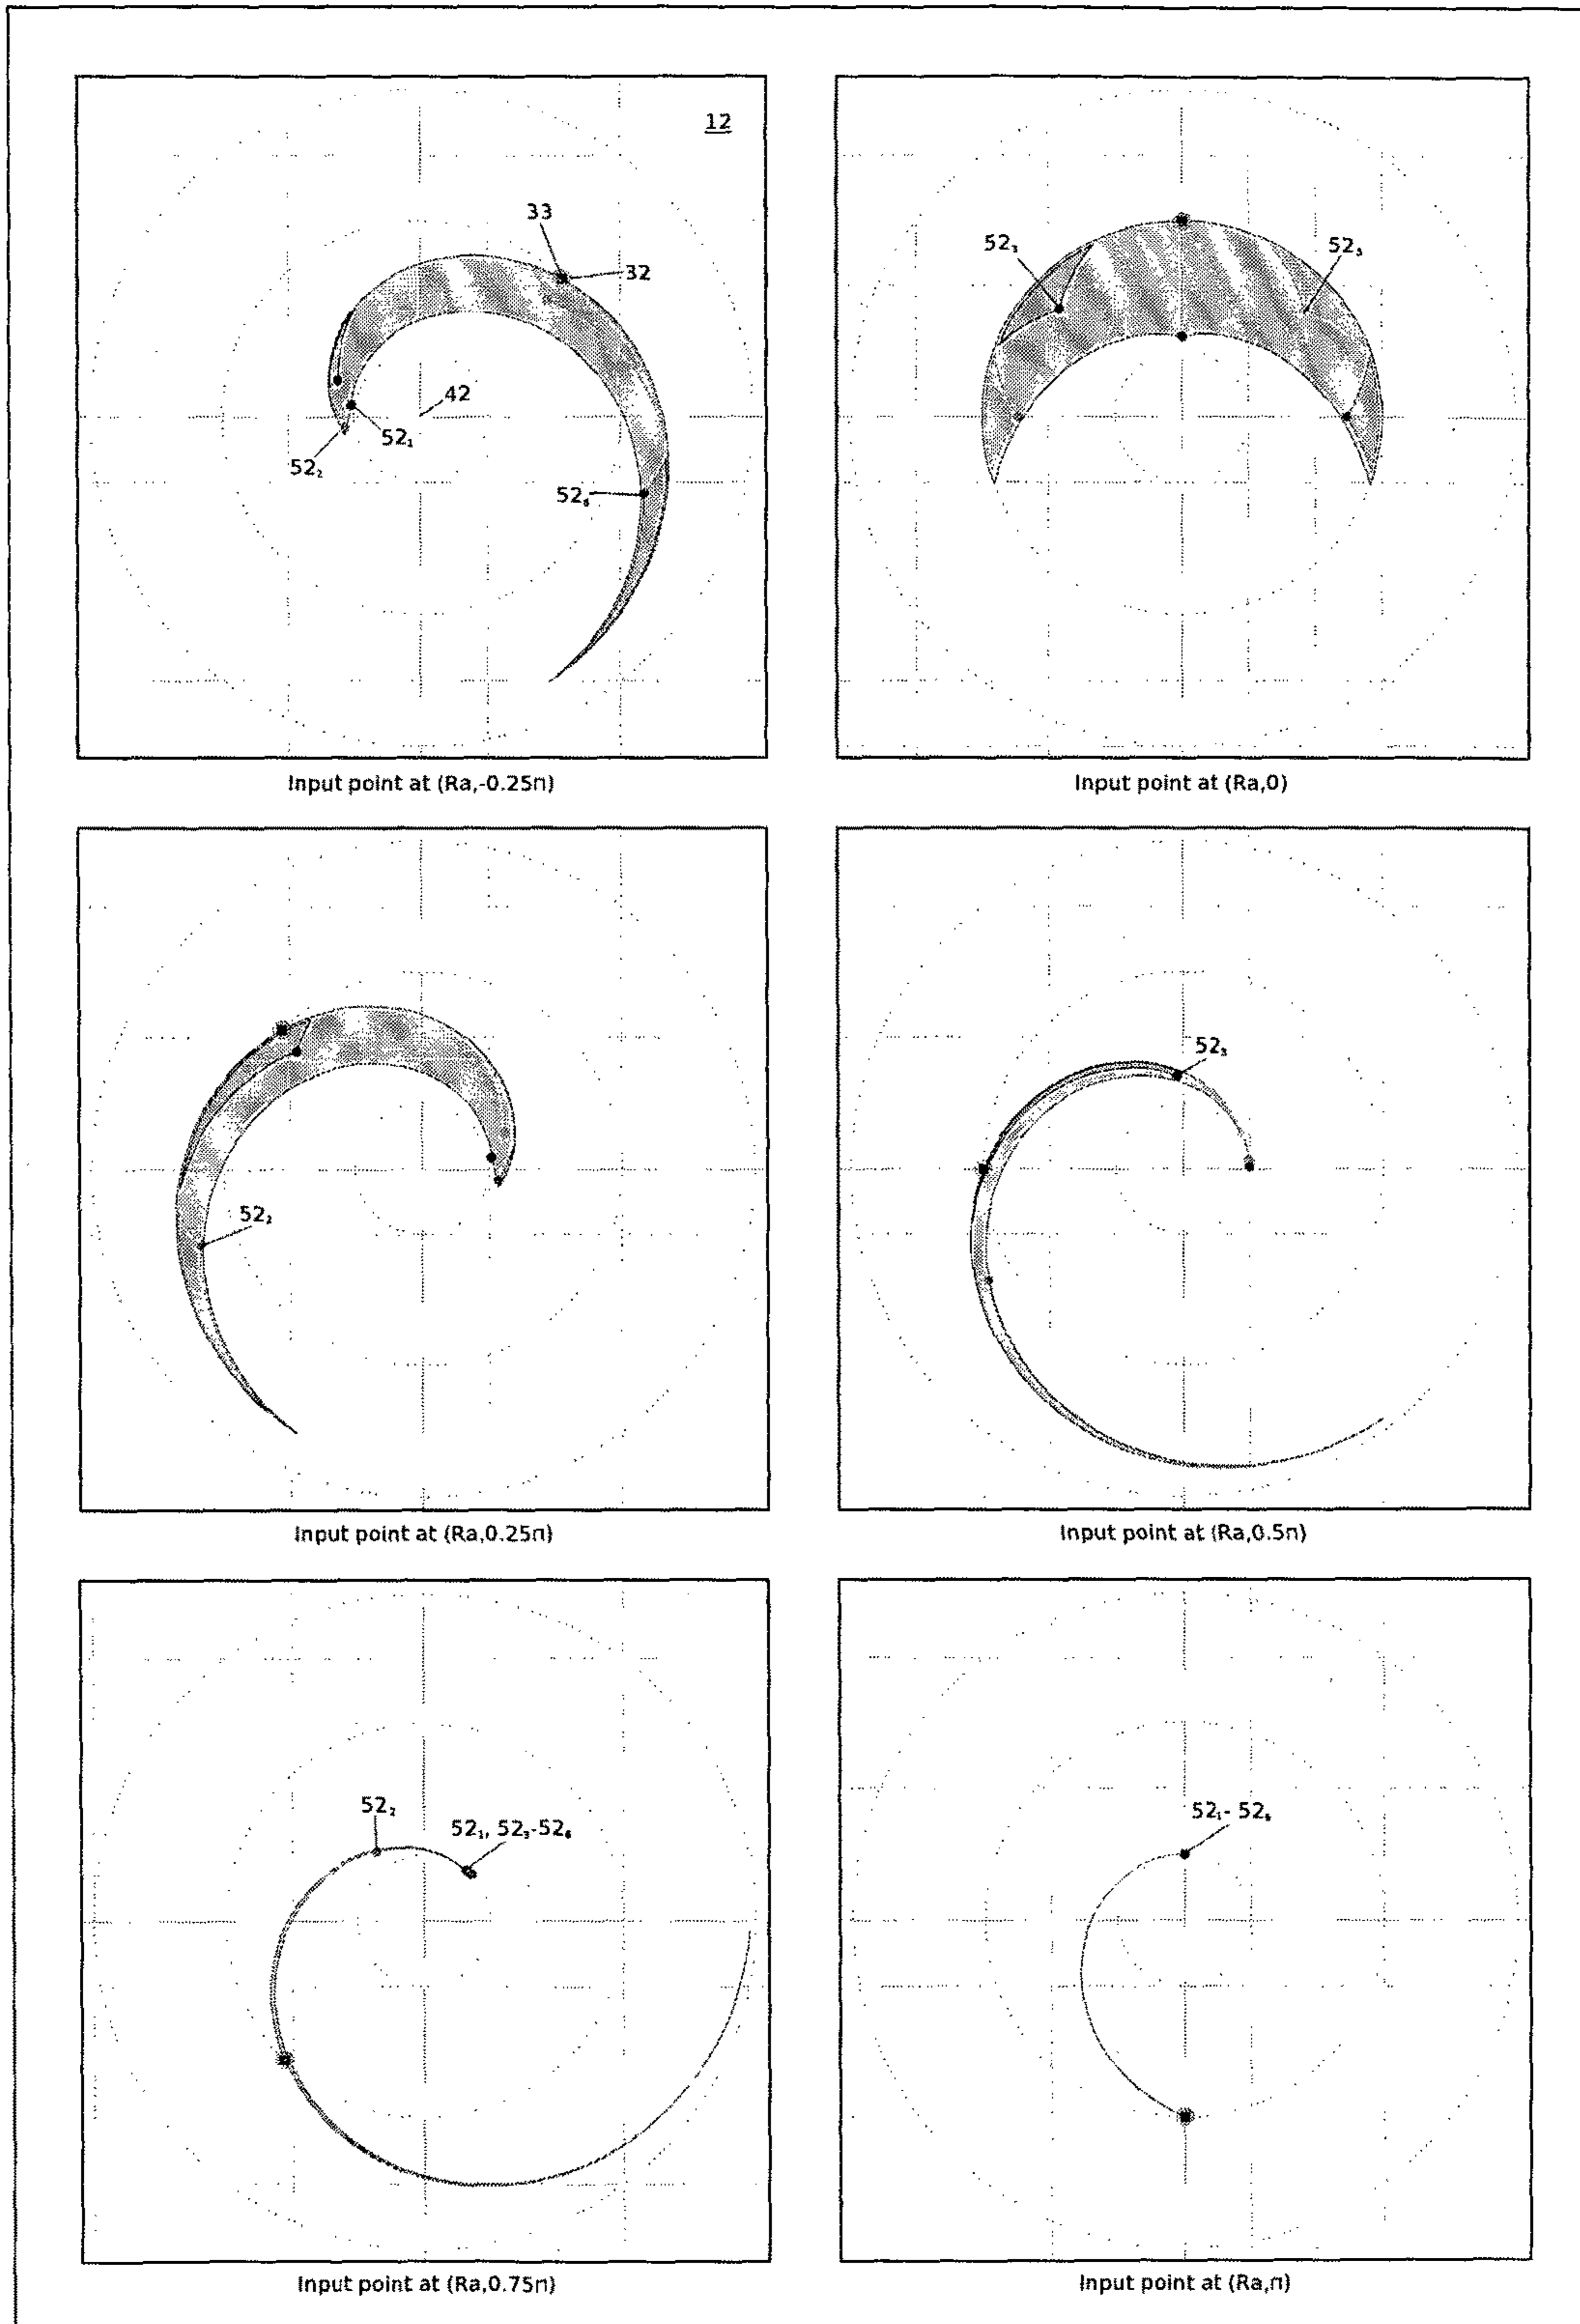 12
33
32
42
52₁
52₂
52₆
Input point at (Ra,-0.25π)
52₃
52₅
Input point at (Ra,0)
52₂
Input point at (Ra,0.25π)
52₃
Input point at (Ra,0.5π)
52₂
52₁, 52₃-52₆
Input point at (Ra,0.75π)
52₁- 52₆
Input point at (Ra,π)